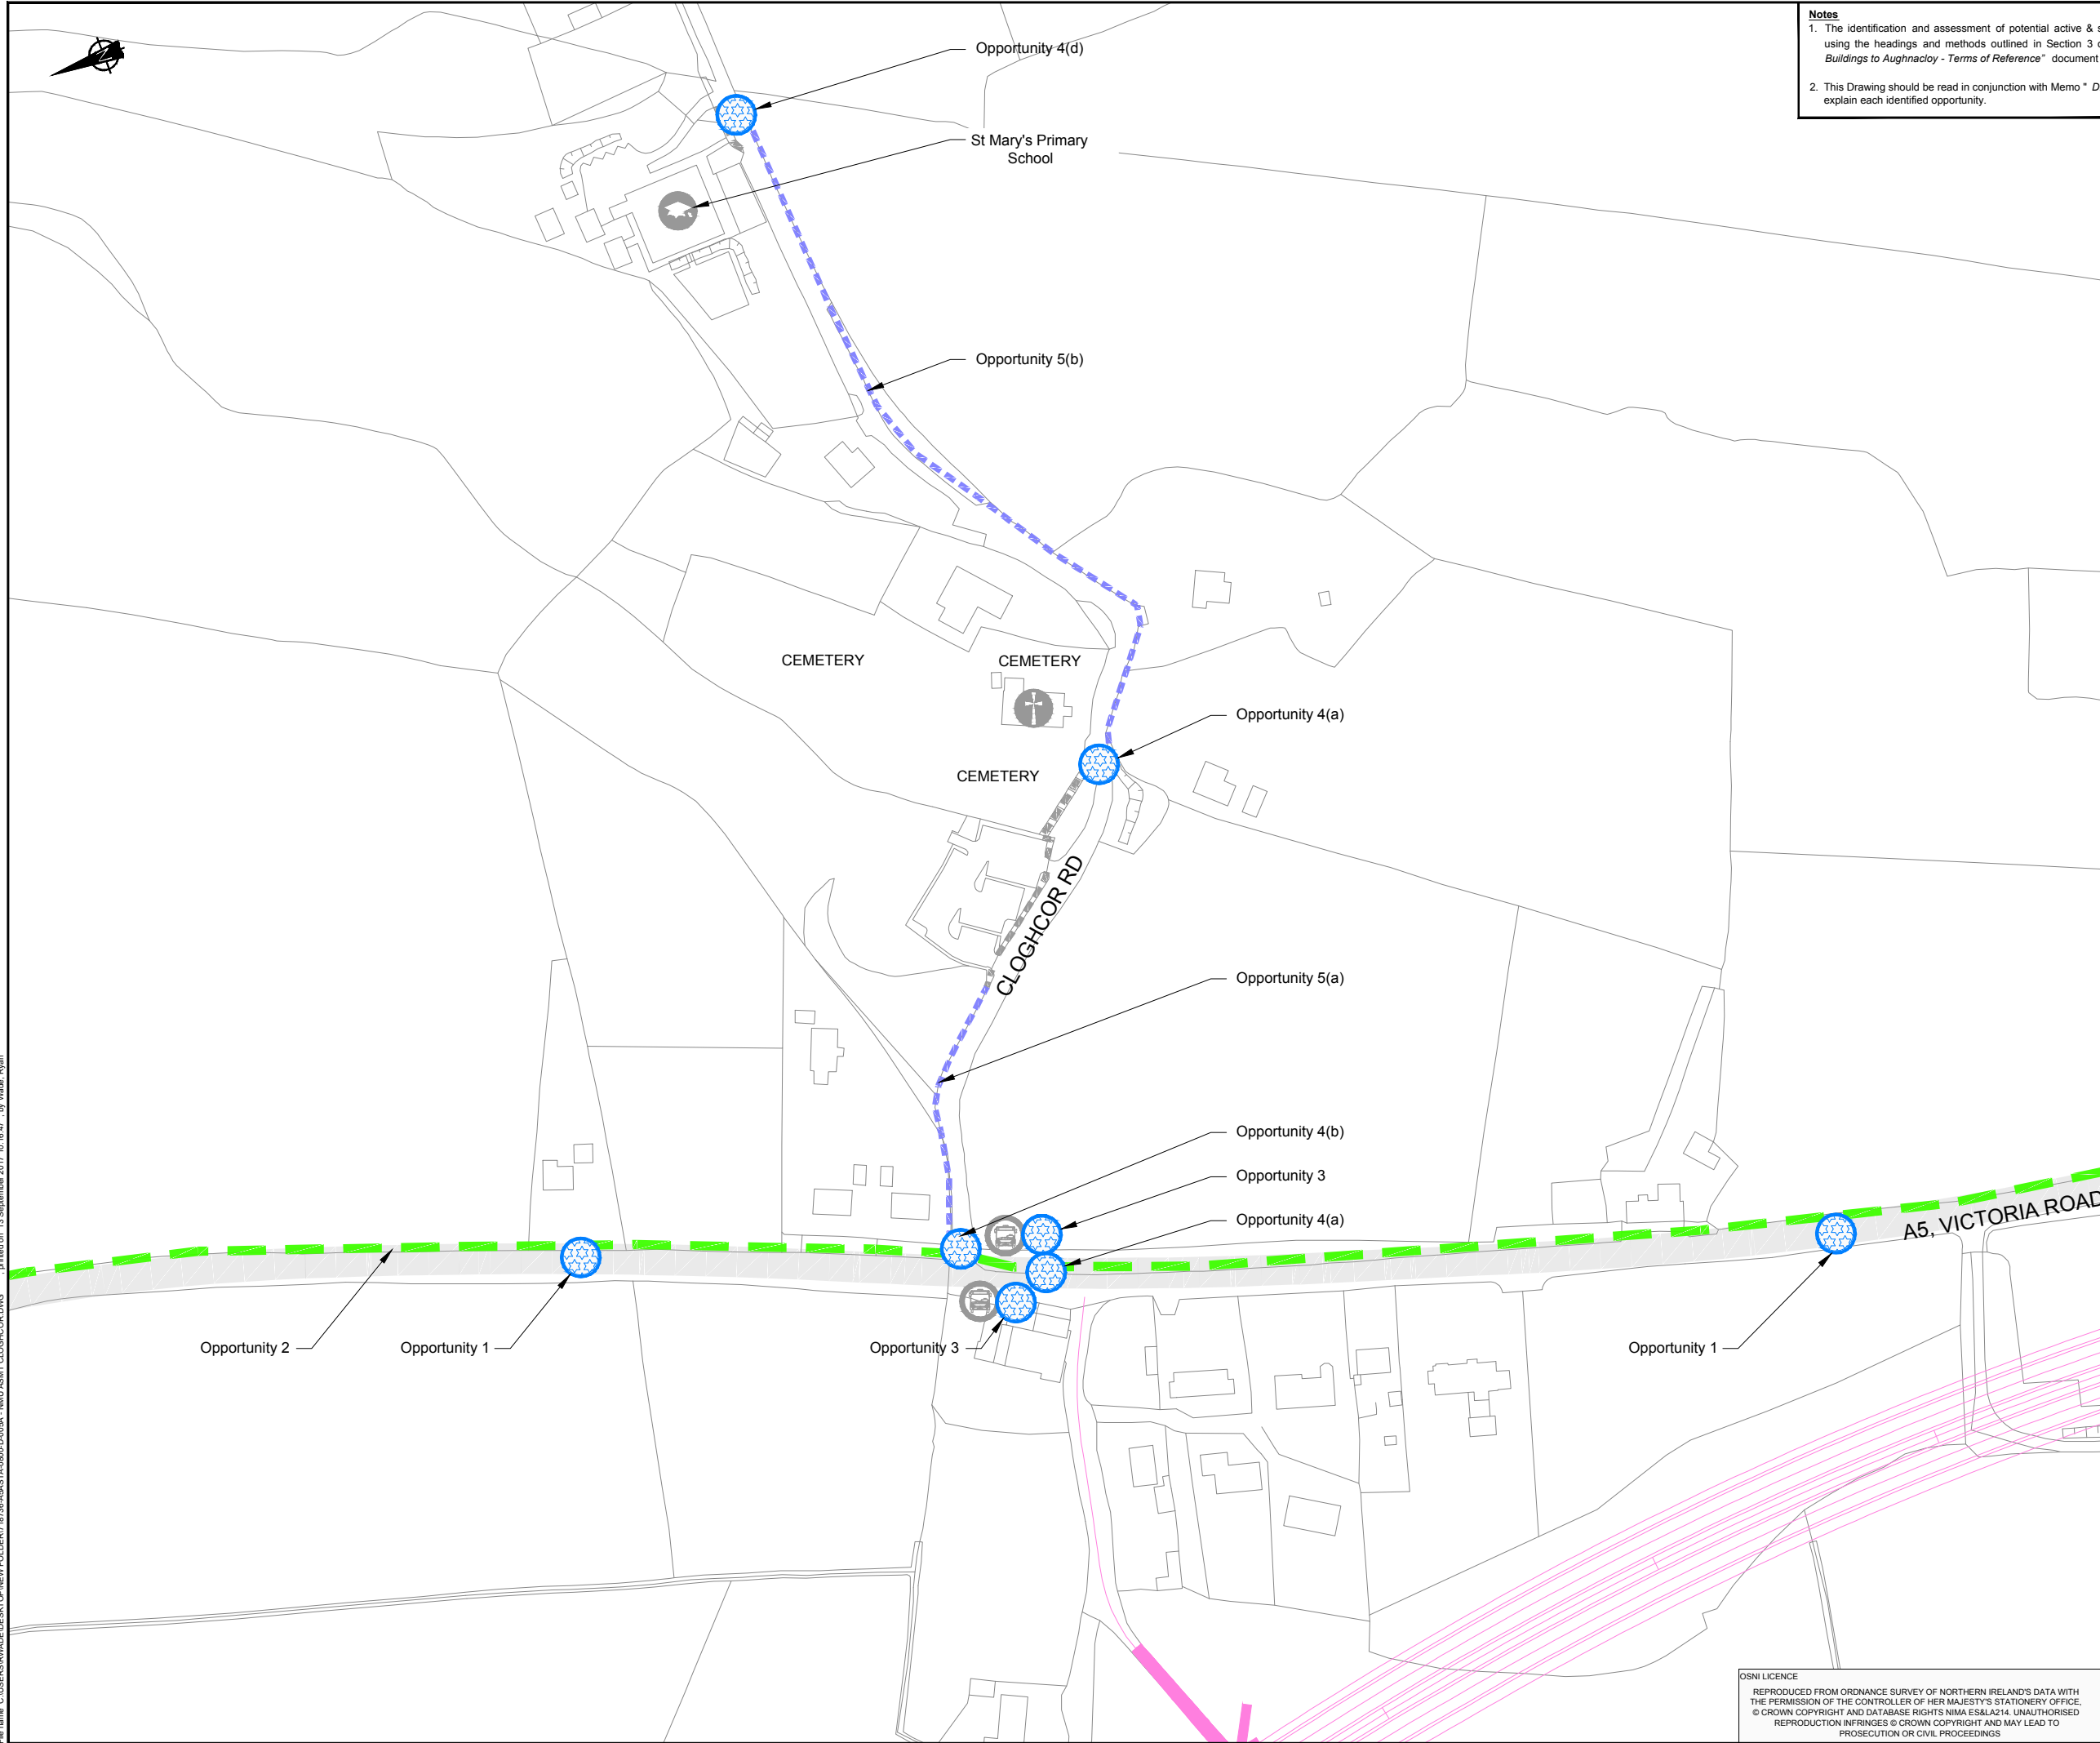 Notes
1. The identification and assessment of potential active &
using the headings and methods outlined in Section 3
Buildings to Aughnacloy - Terms of Reference" document
2. This Drawing should be read in conjunction with Memo "
explain each identified opportunity.
Opportunity 4(d)
St Mary's Primary
School
Opportunity 5(b)
CEMETERY
CEMETERY
Opportunity 4(a)
CEMETERY
CLOGHCOR RD
Opportunity 5(a)
Opportunity 4(b)
Opportunity 3
Opportunity 4(a)
A5, VICTORIA ROAD
Opportunity 2
Opportunity 1
Opportunity 3
Opportunity 1
OSNI LICENCE
REPRODUCED FROM ORDNANCE SURVEY OF NORTHERN IRELAND'S DATA WITH
THE PERMISSION OF THE CONTROLLER OF HER MAJESTY'S STATIONERY OFFICE,
© CROWN COPYRIGHT AND DATABASE RIGHTS NIMA ES&LA214. UNAUTHORISED
REPRODUCTION INFRINGES © CROWN COPYRIGHT AND MAY LEAD TO
PROSECUTION OR CIVIL PROCEEDINGS